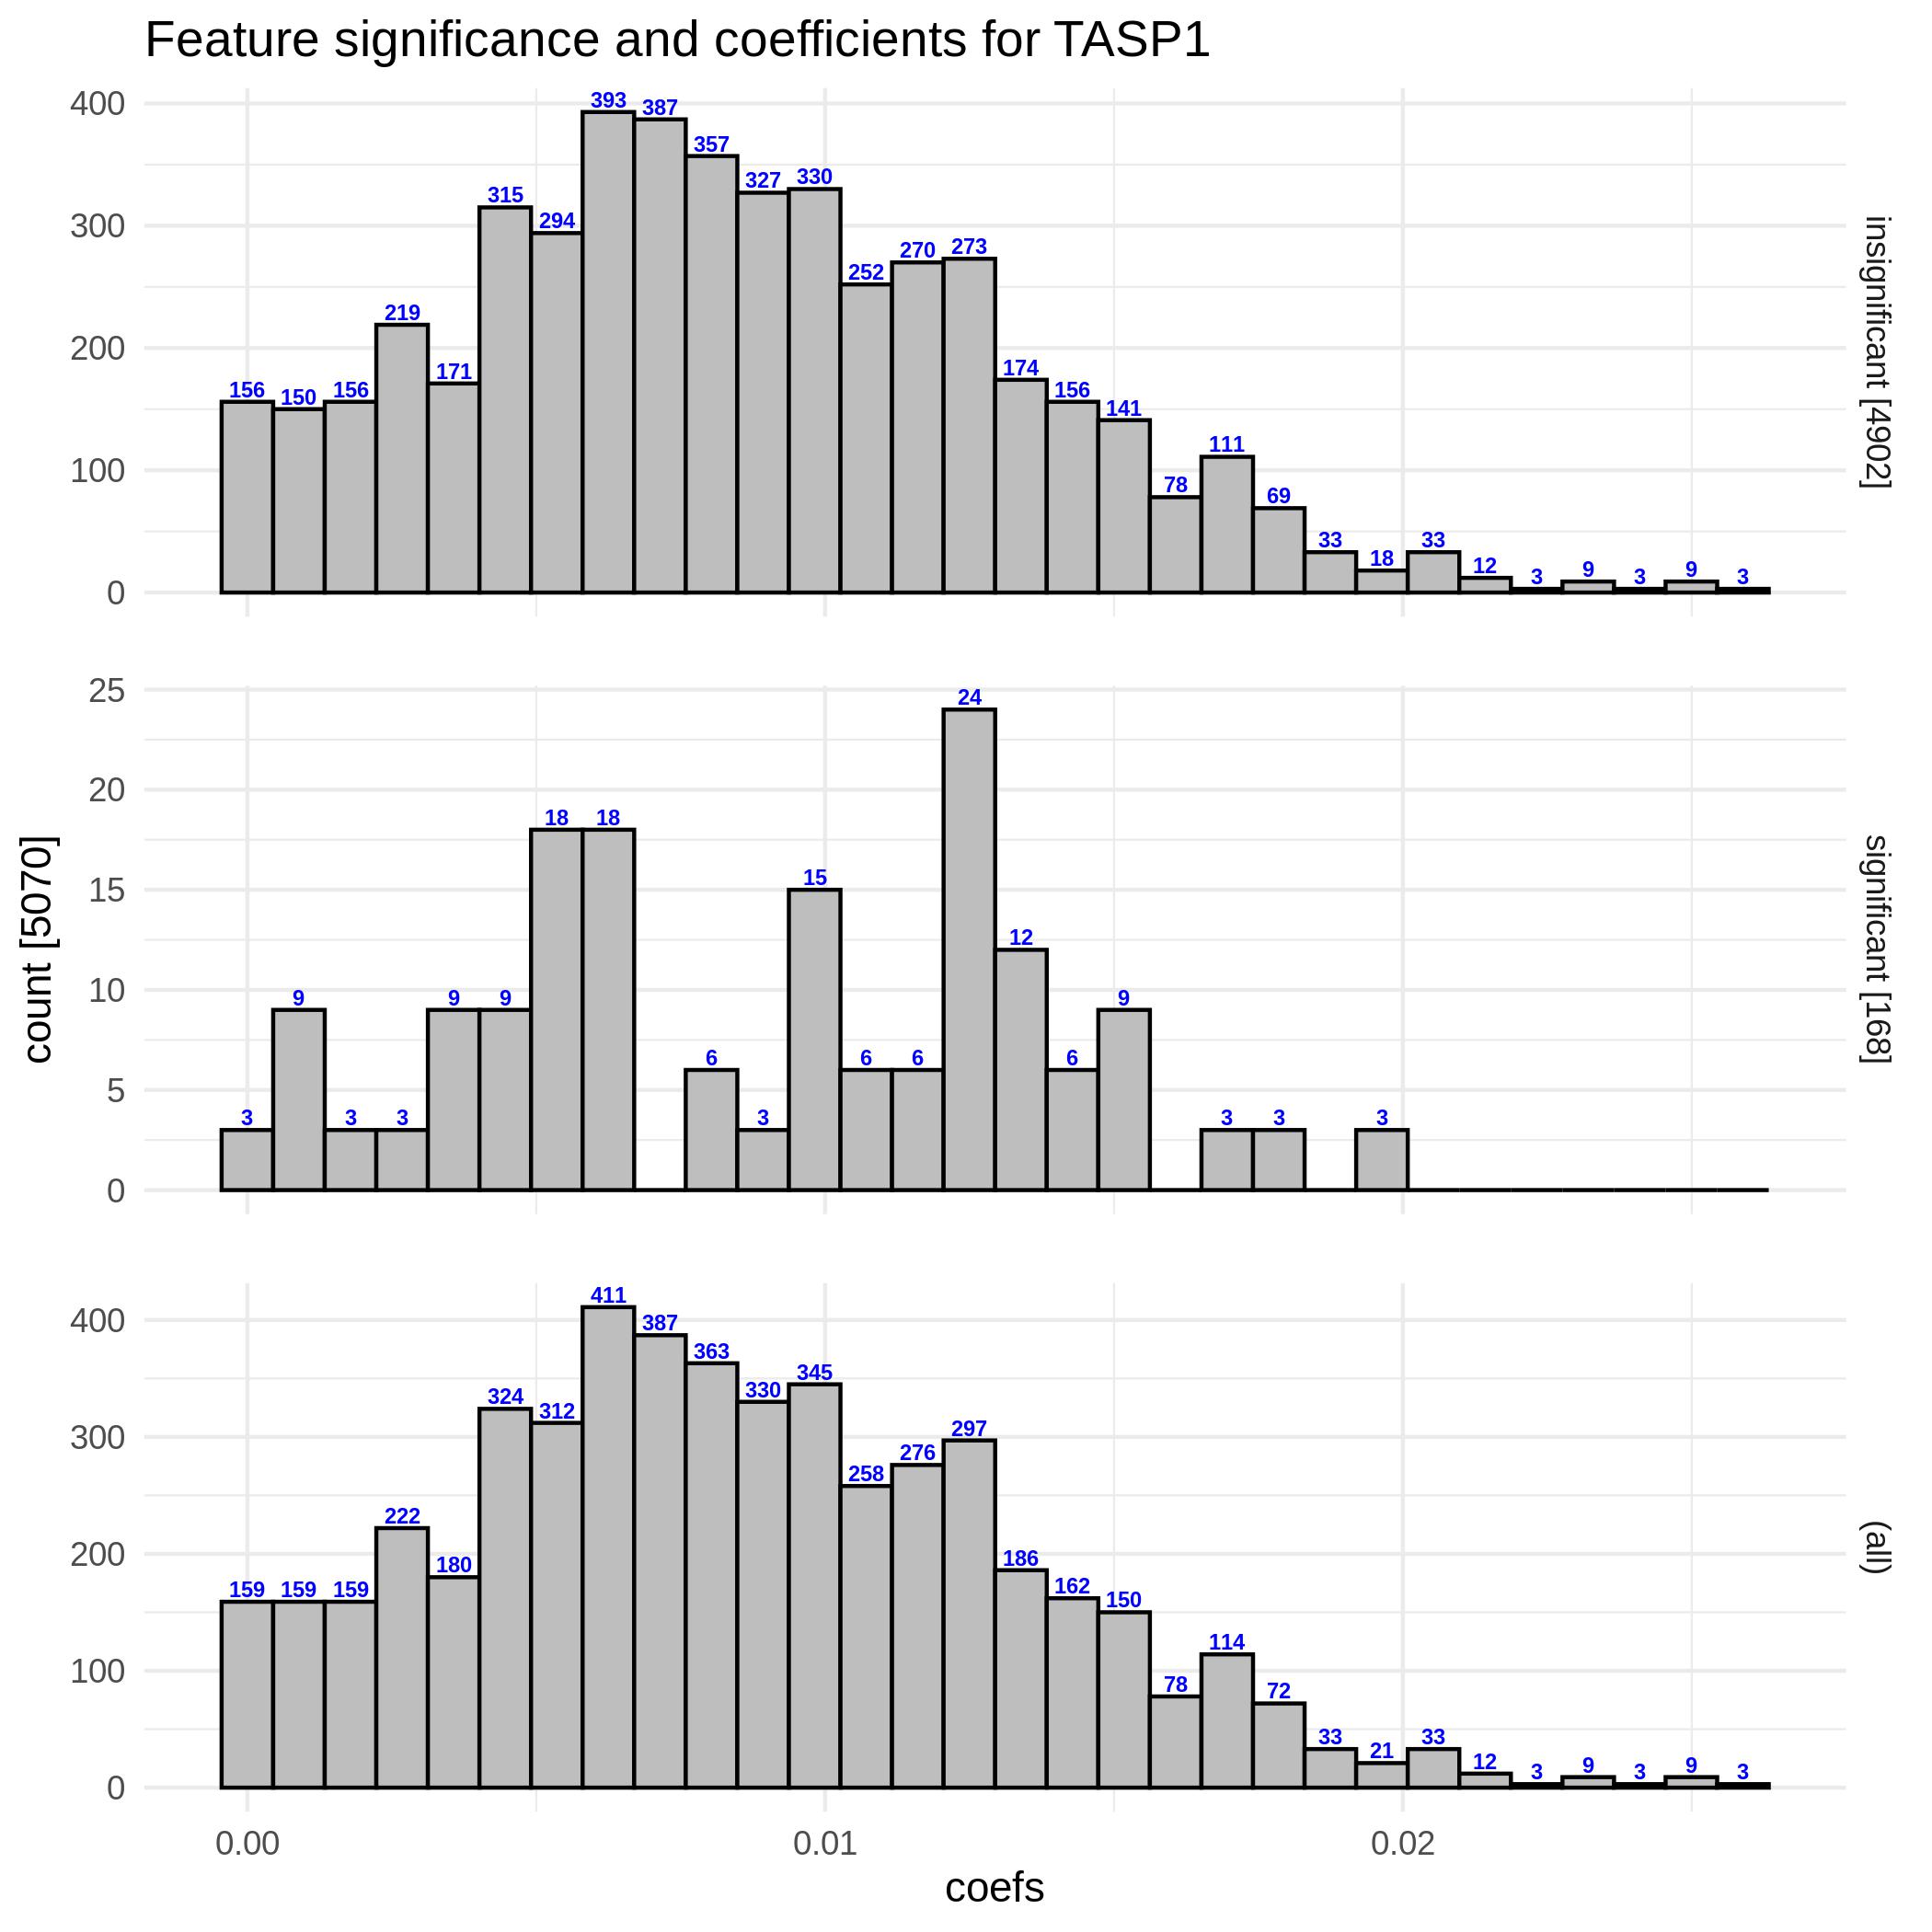 Feature significance and coefficients for TASP1
400
300
200
100
0
156 150 156 219 171 315 294 393 387 357 327 330 252 270 273 174 156 141 78 111 69 33 18 33 12 3 9 3 9 3
insignificant [4902]
count [5070]
25
20
15
10
5
0
3 9 3 3 9 9 18 18 6 3 15 6 6 24 12 6 9 3 3 3
significant [168]
400
300
200
100
0
159 159 159 222 180 324 312 411 387 363 330 345 258 276 297 186 162 150 78 114 72 33 21 33 12 3 9 3 9 3
(all)
0.00 0.01 0.02
coefs